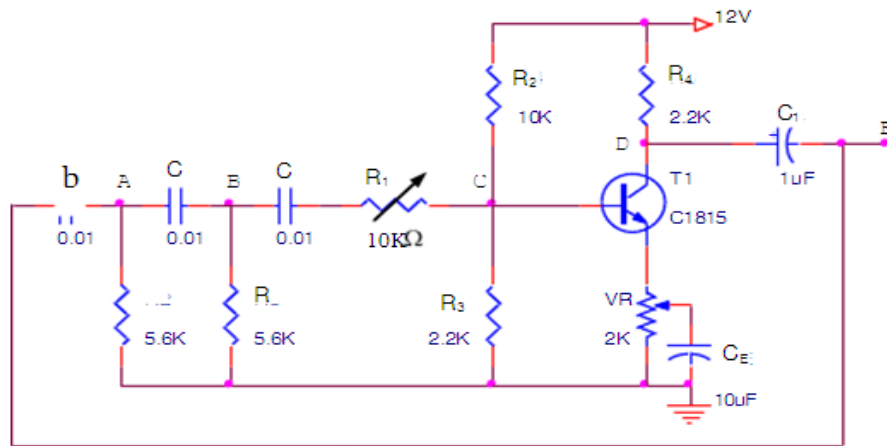 12V
R₂
R₄
10K
2.2K
C₁
E
D
b
A
C
B
C
R₁
C
T1
1uF
0.01
0.01
0.01
10KΩ
C1815
R
R₃
VR
5.6K
5.6K
2.2K
2K
C_E
10uF